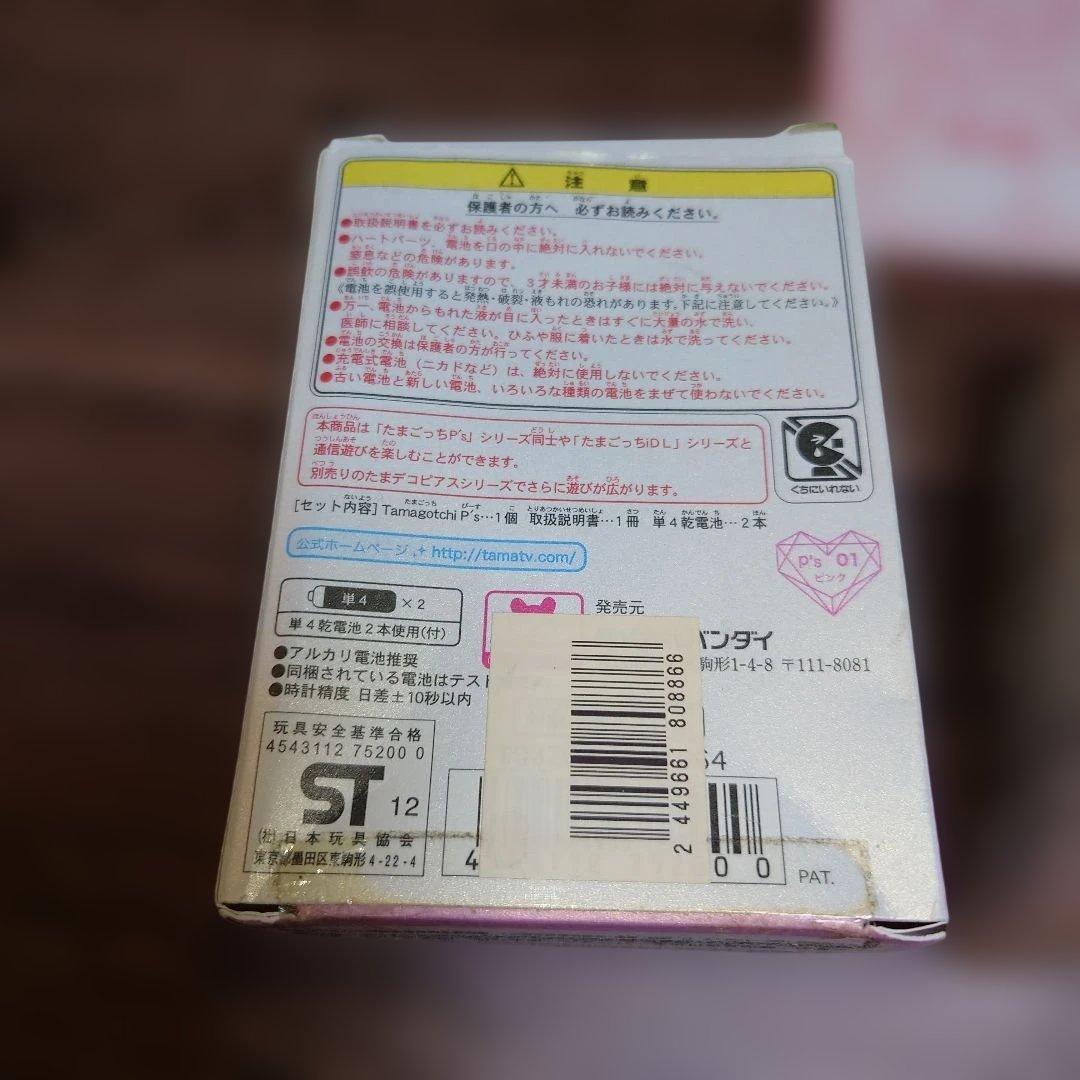 注意
保護者の方へ 必ずお読みください。
●取扱説明書を必ずお読みください。
●ハートパーツ、電池を口の中に絶対に入れないでください。
窒息などの危険があります。
●誤飲の危険がありますので、3才未満のお子様には絶対に与えないでください。
《電池を誤使用すると発熱・破裂・液もれの恐れがあります。下記に注意してください。》
●万一、電池からもれた液が目に入ったときはすぐに大量の水で洗い、
医師に相談してください。ひふや服に着いたときは水で洗ってください。
●電池の交換は保護者の方が行ってください。
●充電式電池（ニカドなど）は、絶対に使用しないでください。
●古い電池と新しい電池、いろいろな種類の電池をまぜて使わないでください。
本商品は「たまごっちP's」シリーズ同士や「たまごっちiDL」シリーズと
通信遊びを楽しむことができます。
別売りのたまデコピアスシリーズでさらに遊びが広がります。
くちにいれない
[セット内容] Tamagotchi P's…1個 取扱説明書…1冊 単4乾電池…2本
公式ホームページ http://tamatv.com/
p's 01
ピンク
単4 ×2
単4乾電池2本使用(付)
発売元
バンダイ
駒形1-4-8 〒111-8081
●アルカリ電池推奨
●同梱されている電池はテスト
●時計精度 日差±10秒以内
玩具安全基準合格
4543112 75200 0
ST 12
(社)日本玩具協会
東京都墨田区東駒形4-22-4
2 449661 808866
64
4
00
PAT.